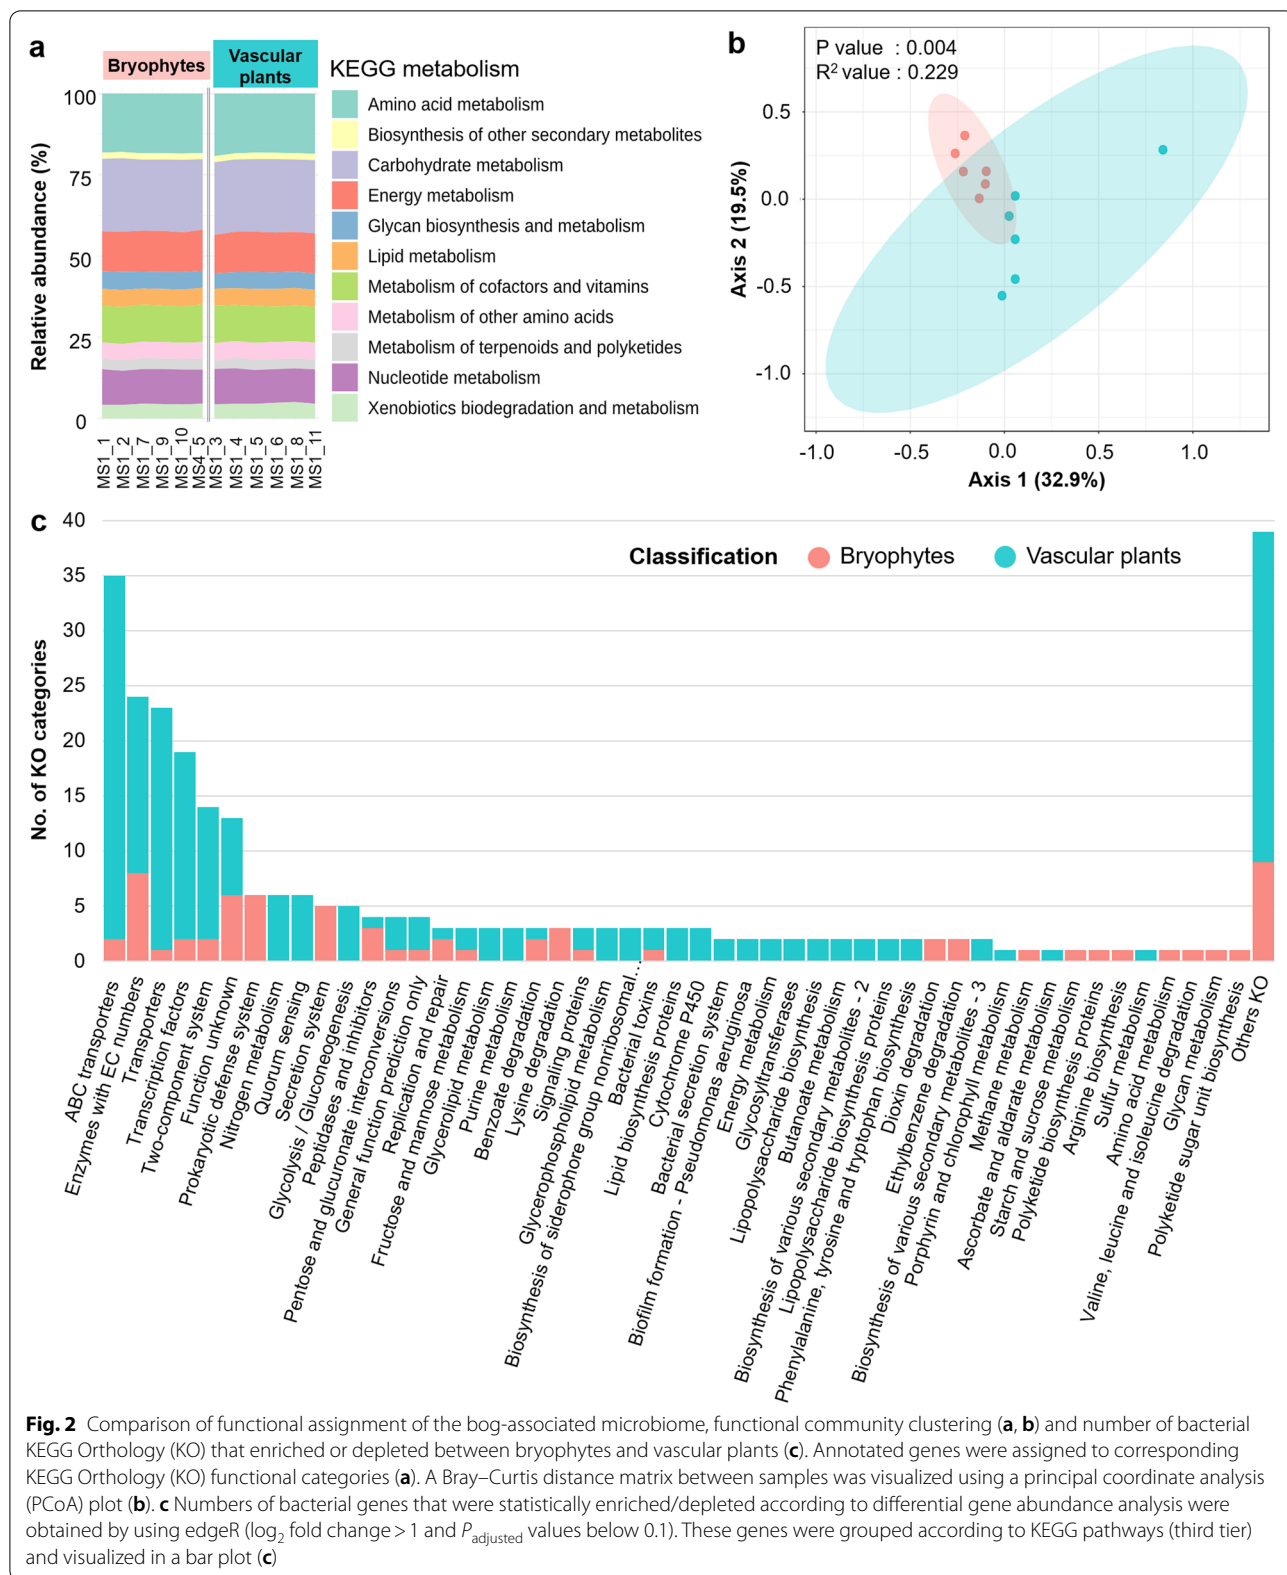 a
Bryophytes
Vascular
plants
KEGG metabolism
Relative abundance (%)
100
75
50
25
0
Amino acid metabolism
Biosynthesis of other secondary metabolites
Carbohydrate metabolism
Energy metabolism
Glycan biosynthesis and metabolism
Lipid metabolism
Metabolism of cofactors and vitamins
Metabolism of other amino acids
Metabolism of terpenoids and polyketides
Nucleotide metabolism
Xenobiotics biodegradation and metabolism
MS1_1
MS1_2
MS1_7
MS1_9
MS1_10
MS4_5
MS1_3
MS1_4
MS1_5
MS1_6
MS1_8
MS1_11
b
P value : 0.004
R² value : 0.229
Axis 2 (19.5%)
0.5
0.0
-0.5
-1.0
-1.0
-0.5
0.0
0.5
1.0
Axis 1 (32.9%)
c
No. of KO categories
40
35
30
25
20
15
10
5
0
Classification
Bryophytes
Vascular plants
ABC transporters
Enzymes with EC numbers
Transporters
Transcription factors
Two-component system
Function unknown
Prokaryotic defense system
Nitrogen metabolism
Quorum sensing
Secretion system
Glycolysis / Gluconeogenesis
Peptidases and inhibitors
Pentose and glucuronate interconversions
General function prediction only
Replication and repair
Fructose and mannose metabolism
Glycerolipid metabolism
Purine metabolism
Benzoate degradation
Lysine degradation
Signaling proteins
Glycerophospholipid metabolism
Biosynthesis of siderophore group nonribosomal…
Bacterial toxins
Lipid biosynthesis proteins
Cytochrome P450
Bacterial secretion system
Biofilm formation - Pseudomonas aeruginosa
Energy metabolism
Glycosyltransferases
Lipopolysaccharide biosynthesis
Butanoate metabolism
Biosynthesis of various secondary metabolites - 2
Lipopolysaccharide biosynthesis proteins
Phenylalanine, tyrosine and tryptophan biosynthesis
Dioxin degradation
Ethylbenzene degradation
Biosynthesis of various secondary metabolites - 3
Porphyrin and chlorophyll metabolism
Methane metabolism
Ascorbate and aldarate metabolism
Starch and sucrose metabolism
Polyketide biosynthesis proteins
Arginine biosynthesis
Sulfur metabolism
Amino acid metabolism
Valine, leucine and isoleucine degradation
Glycan metabolism
Polyketide sugar unit biosynthesis
Others KO
Fig. 2 Comparison of functional assignment of the bog-associated microbiome, functional community clustering (a, b) and number of bacterial
KEGG Orthology (KO) that enriched or depleted between bryophytes and vascular plants (c). Annotated genes were assigned to corresponding
KEGG Orthology (KO) functional categories (a). A Bray–Curtis distance matrix between samples was visualized using a principal coordinate analysis
(PCoA) plot (b). c Numbers of bacterial genes that were statistically enriched/depleted according to differential gene abundance analysis were
obtained by using edgeR (log₂ fold change > 1 and P adjusted values below 0.1). These genes were grouped according to KEGG pathways (third tier)
and visualized in a bar plot (c)